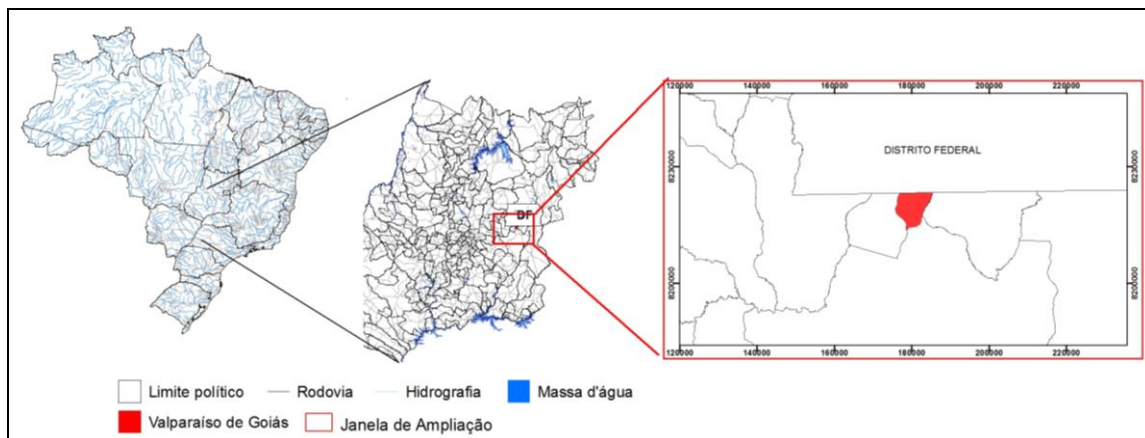 120000 140000 160000 180000 200000 220000
DISTRITO FEDERAL
8230000 8230000
DF
8200000 8200000
120000 140000 160000 180000 200000 220000
Limite político Rodovia Hidrografia Massa d'água
Valparaíso de Goiás Janela de Ampliação